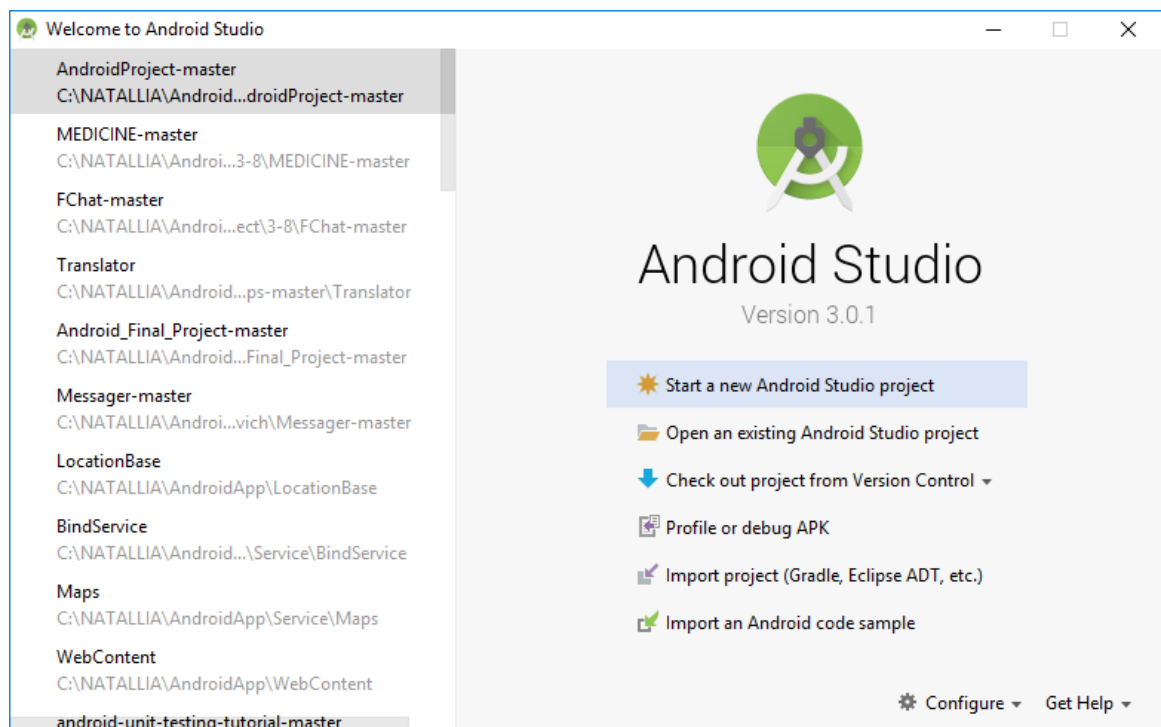 Welcome to Android Studio
AndroidProject-master
C:\NATALLIA\Android...droidProject-master
MEDICINE-master
C:\NATALLIA\Androi...3-8\MEDICINE-master
FChat-master
C:\NATALLIA\Androi...ect\3-8\FChat-master
Translator
C:\NATALLIA\Android...ps-master\Translator
Android_Final_Project-master
C:\NATALLIA\Android...Final_Project-master
Messager-master
C:\NATALLIA\Androi...vich\Messager-master
LocationBase
C:\NATALLIA\AndroidApp\LocationBase
BindService
C:\NATALLIA\Android...\Service\BindService
Maps
C:\NATALLIA\AndroidApp\Service\Maps
WebContent
C:\NATALLIA\AndroidApp\WebContent
android-unit-testing-tutorial-master
Android Studio
Version 3.0.1
Start a new Android Studio project
Open an existing Android Studio project
Check out project from Version Control
Profile or debug APK
Import project (Gradle, Eclipse ADT, etc.)
Import an Android code sample
Configure Get Help